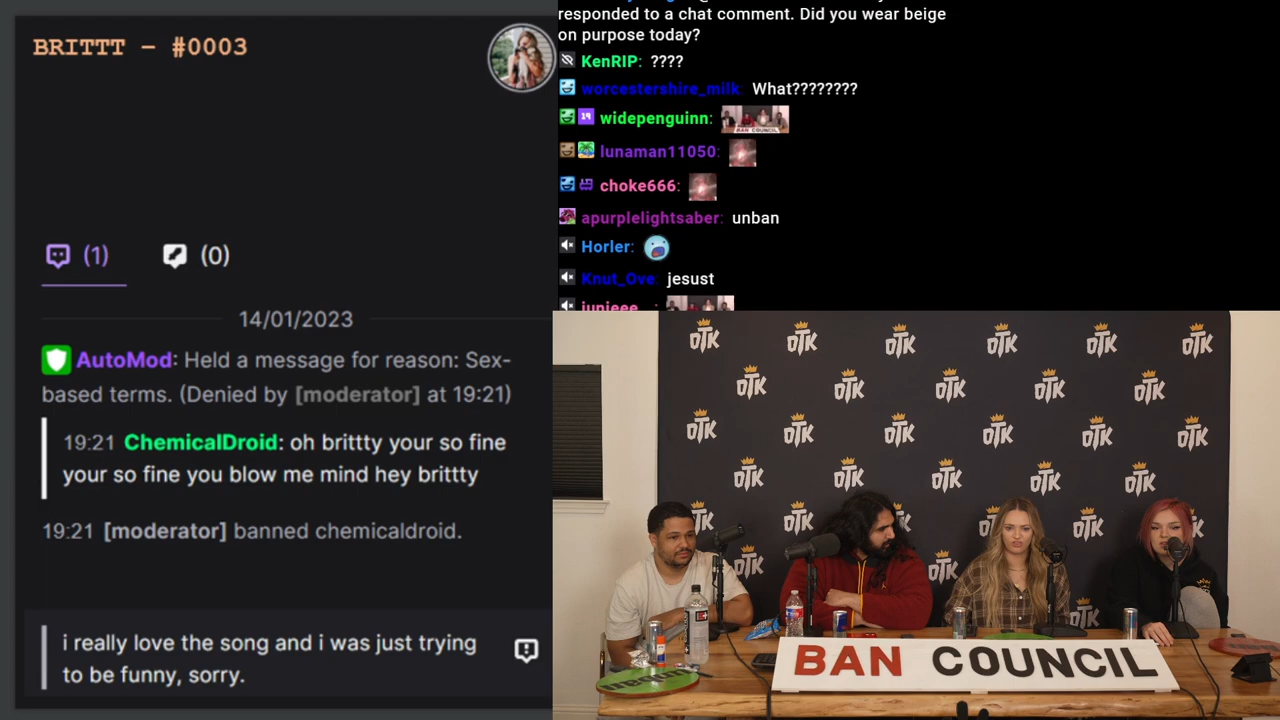 BRITTT – #0003
(1)
(0)
14/01/2023
AutoMod: Held a message for reason: Sex-
based terms. (Denied by [moderator] at 19:21)
19:21 ChemicalDroid: oh brittty your so fine
your so fine you blow me mind hey brittty
19:21 [moderator] banned chemicaldroid.
i really love the song and i was just trying
to be funny, sorry.
responded to a chat comment. Did you wear beige
on purpose today?
KenRIP: ????
worcestershire_milk: What????????
widepenguinn:
BAN COUNCIL
lunaman11050:
choke666:
apurplelightsaber: unban
Horler:
Knut_Ove: jesust
junjeee_:
OTK
unban
BAN COUNCIL